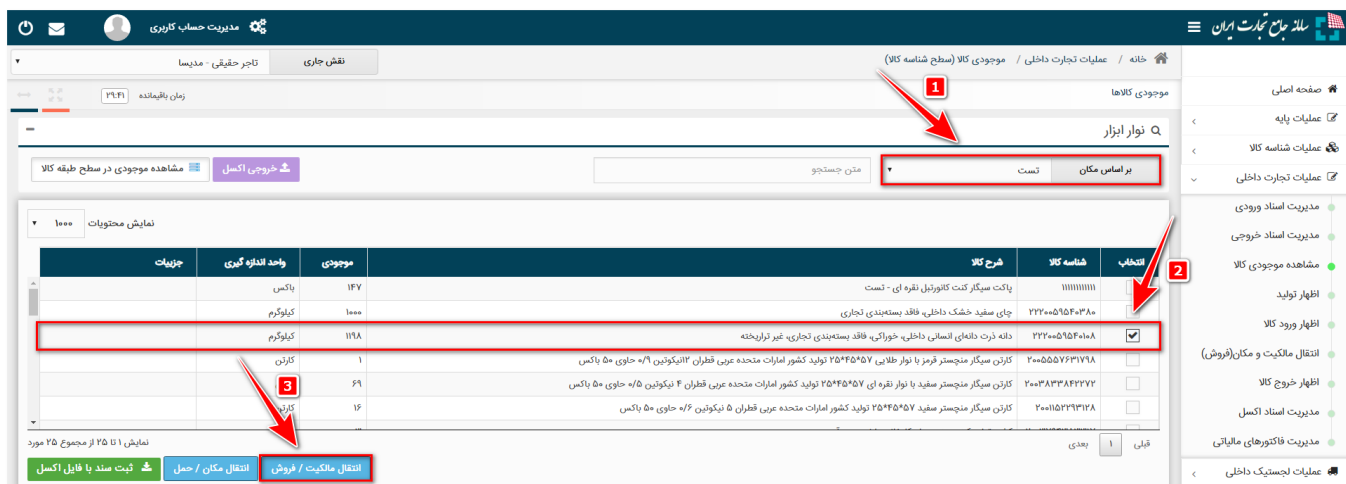 سامانه جامع تجارت ایران
مدیریت حساب کاربری
خانه / عملیات تجارت داخلی / موجودی کالا (سطح شناسه کالا)
نقش جاری
تاجر حقیقی - مدیسا
موجودی کالاها
زمان باقیمانده ۲۹:۴۱
صفحه اصلی
عملیات پایه
عملیات شناسه کالا
عملیات تجارت داخلی
مدیریت اسناد ورودی
مدیریت اسناد خروجی
مشاهده موجودی کالا
اظهار تولید
اظهار ورود کالا
انتقال مالکیت و مکان(فروش)
اظهار خروج کالا
مدیریت اسناد اکسل
مدیریت فاکتورهای مالیاتی
عملیات لجستیک داخلی
1
نوار ابزار
بر اساس مکان تست متن جستجو خروجی اکسل مشاهده موجودی در سطح طبقه کالا
نمایش محتویات ۱۰۰۰
2
انتخاب شناسه کالا شرح کالا موجودی واحد اندازه گیری جزییات
۱۱۱۱۱۱۱۱۱۱۱ پاکت سیگار کنت کانورتیل نقره ای - تست ۱۴۷ باکس
۲۲۲۰۰۵۹۵۴۰۳۸۰ چای سفید خشک داخلی، فاقد بسته‌بندی تجاری ۱۰۰۰ کیلوگرم
۲۲۲۰۰۵۹۵۴۰۱۰۸ دانه ذرت دانه‌ای انسانی داخلی، خوراکی، فاقد بسته‌بندی تجاری، غیر تراریخته ۱۱۹۸ کیلوگرم
۲۰۰۵۵۵۷۶۳۱۷۹۸ کارتن سیگار منچستر قرمز با نوار طلایی ۵۷*۴۵*۲۵ تولید کشور امارات متحده عربی قطران ۱۲نیکوتین ۰/۹ حاوی ۵۰ باکس ۱ کارتن
۲۰۰۳۸۳۳۸۴۲۲۷۲ کارتن سیگار منچستر سفید با نوار نقره ای ۵۷*۴۵*۲۵ تولید کشور امارات متحده عربی قطران ۴ نیکوتین ۰/۵ حاوی ۵۰ باکس ۶۹
۲۰۰۱۱۵۲۲۹۳۱۲۸ کارتن سیگار منچستر سفید ۵۷*۴۵*۲۵ تولید کشور امارات متحده عربی قطران ۵ نیکوتین ۰/۶ حاوی ۵۰ باکس ۱۶ کارتن
3
قبلی ۱ بعدی
نمایش ۱ تا ۲۵ از مجموع ۲۵ مورد
انتقال مالکیت / فروش انتقال مکان / حمل ثبت سند با فایل اکسل